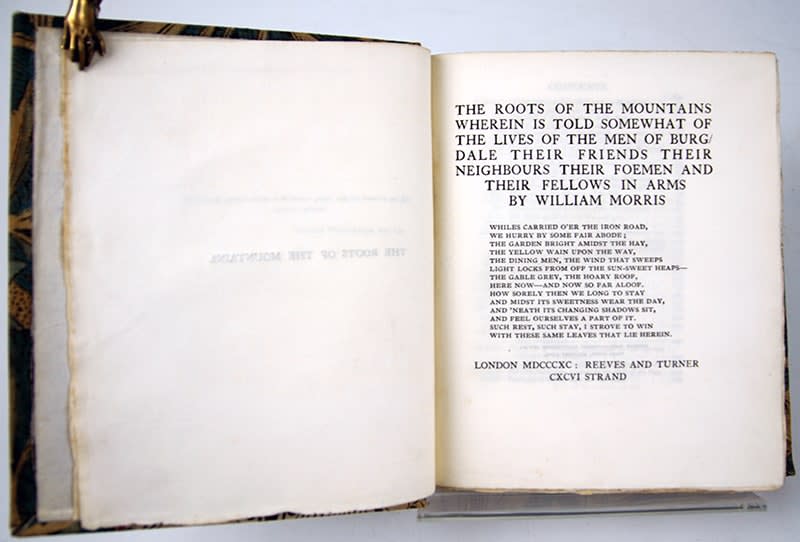 THE ROOTS OF THE MOUNTAINS
WHEREIN IS TOLD SOMEWHAT OF
THE LIVES OF THE MEN OF BURG/
DALE THEIR FRIENDS THEIR
NEIGHBOURS THEIR FOEMEN AND
THEIR FELLOWS IN ARMS
BY WILLIAM MORRIS
WHILES CARRIED O'ER THE IRON ROAD,
WE HURRY BY SOME FAIR ABODE;
THE GARDEN BRIGHT AMIDST THE HAY,
THE YELLOW WAIN UPON THE WAY,
THE DINING MEN, THE WIND THAT SWEEPS
LIGHT LOCKS FROM OFF THE SUN-SWEET HEAPS—
THE GABLE GREY, THE HOARY ROOF,
HERE NOW—AND NOW SO FAR ALOOF.
HOW SORELY THEN WE LONG TO STAY
AND MIDST ITS SWEETNESS WEAR THE DAY,
AND 'NEATH ITS CHANGING SHADOWS SIT,
AND FEEL OURSELVES A PART OF IT.
SUCH REST, SUCH STAY, I STROVE TO WIN
WITH THESE SAME LEAVES THAT LIE HEREIN.
LONDON MDCCCXC: REEVES AND TURNER
CXCVI STRAND
THE ROOTS OF THE MOUNTAINS